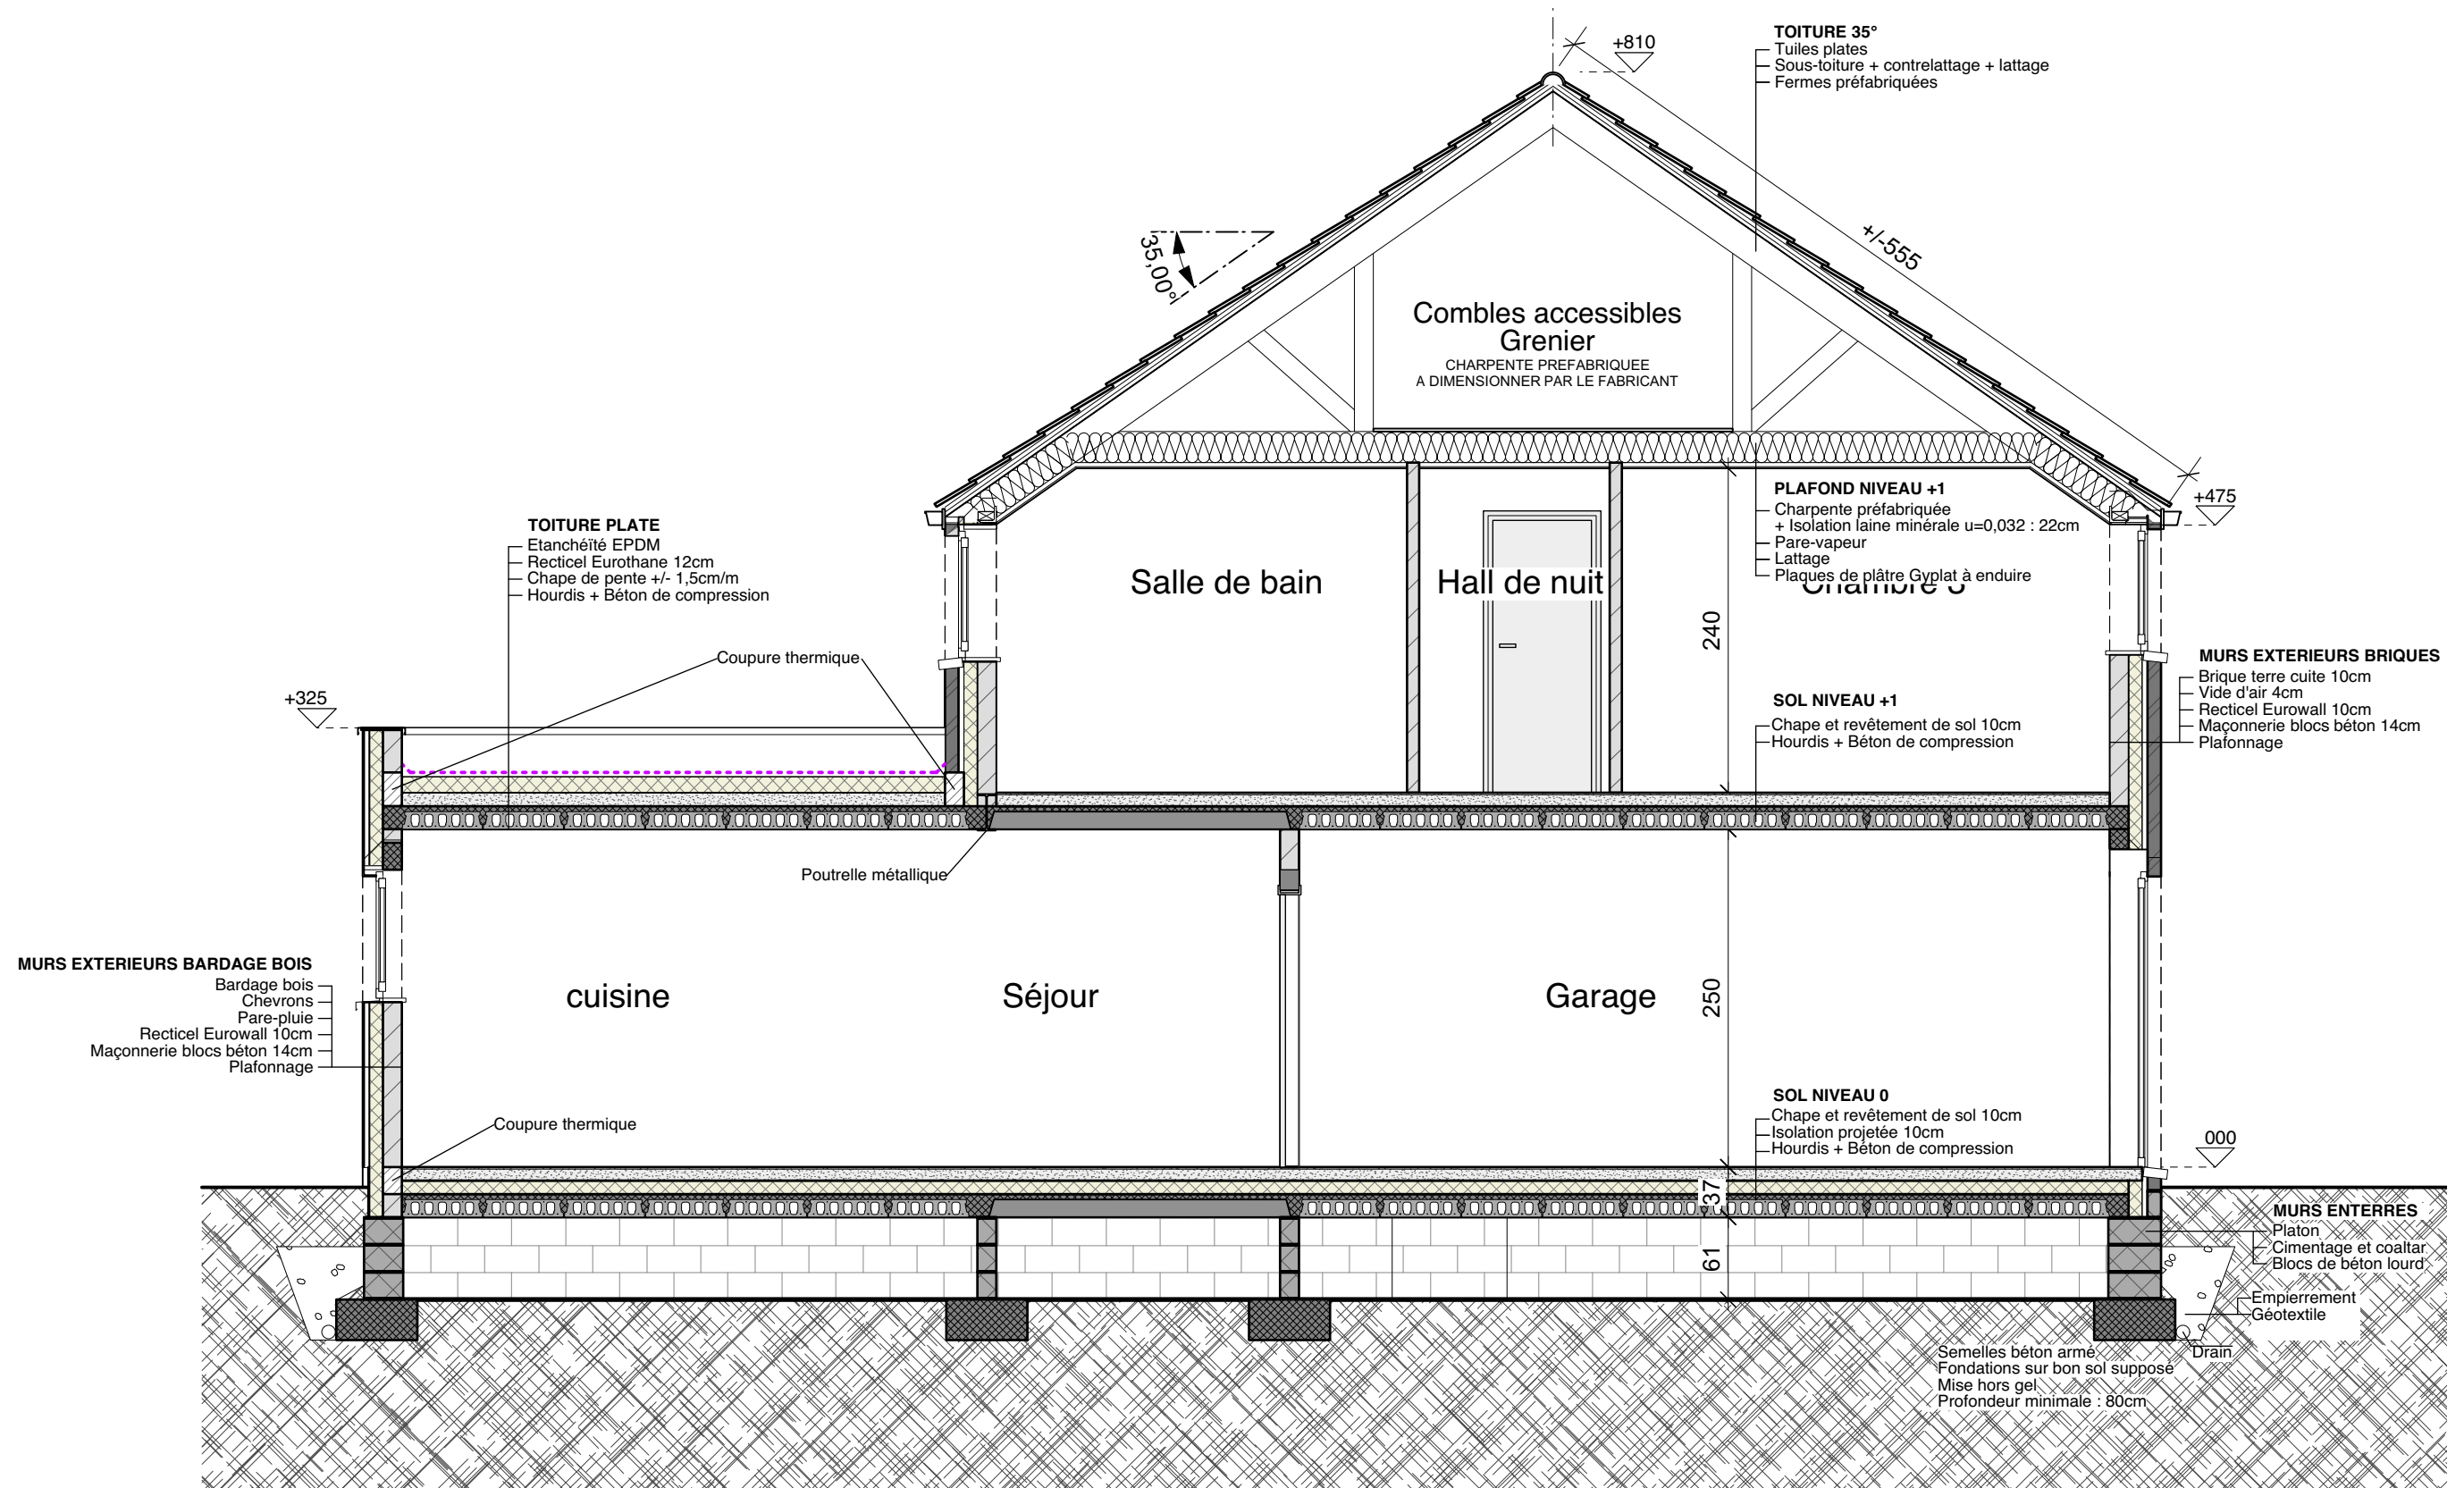 +810
TOITURE 35°
Tuiles plates
Sous-toiture + contrelattage + lattage
Fermes préfabriquées
+/-555
35,00°
Combles accessibles
Grenier
CHARPENTE PREFABRIQUEE
A DIMENSIONNER PAR LE FABRICANT
+475
PLAFOND NIVEAU +1
Charpente préfabriquée
+ Isolation laine minérale u=0,032 : 22cm
Pare-vapeur
Lattage
Plaques de plâtre Gyplat à enduire
TOITURE PLATE
Etanchéïté EPDM
Recticel Eurothane 12cm
Chape de pente +/- 1,5cm/m
Hourdis + Béton de compression
Salle de bain
Hall de nuit
Chambre
240
Coupure thermique
+325
MURS EXTERIEURS BRIQUES
Brique terre cuite 10cm
Vide d'air 4cm
Recticel Eurowall 10cm
Maçonnerie blocs béton 14cm
Plafonnage
SOL NIVEAU +1
Chape et revêtement de sol 10cm
Hourdis + Béton de compression
Poutrelle métallique
MURS EXTERIEURS BARDAGE BOIS
Bardage bois
Chevrons
Pare-pluie
Recticel Eurowall 10cm
Maçonnerie blocs béton 14cm
Plafonnage
cuisine
Séjour
Garage
250
Coupure thermique
SOL NIVEAU 0
Chape et revêtement de sol 10cm
Isolation projetée 10cm
Hourdis + Béton de compression
000
37
61
MURS ENTERRES
Platon
Cimentage et coaltar
Blocs de béton lourd
Empierrement
Géotextile
Drain
Semelles béton armé
Fondations sur bon sol supposé
Mise hors gel
Profondeur minimale : 80cm